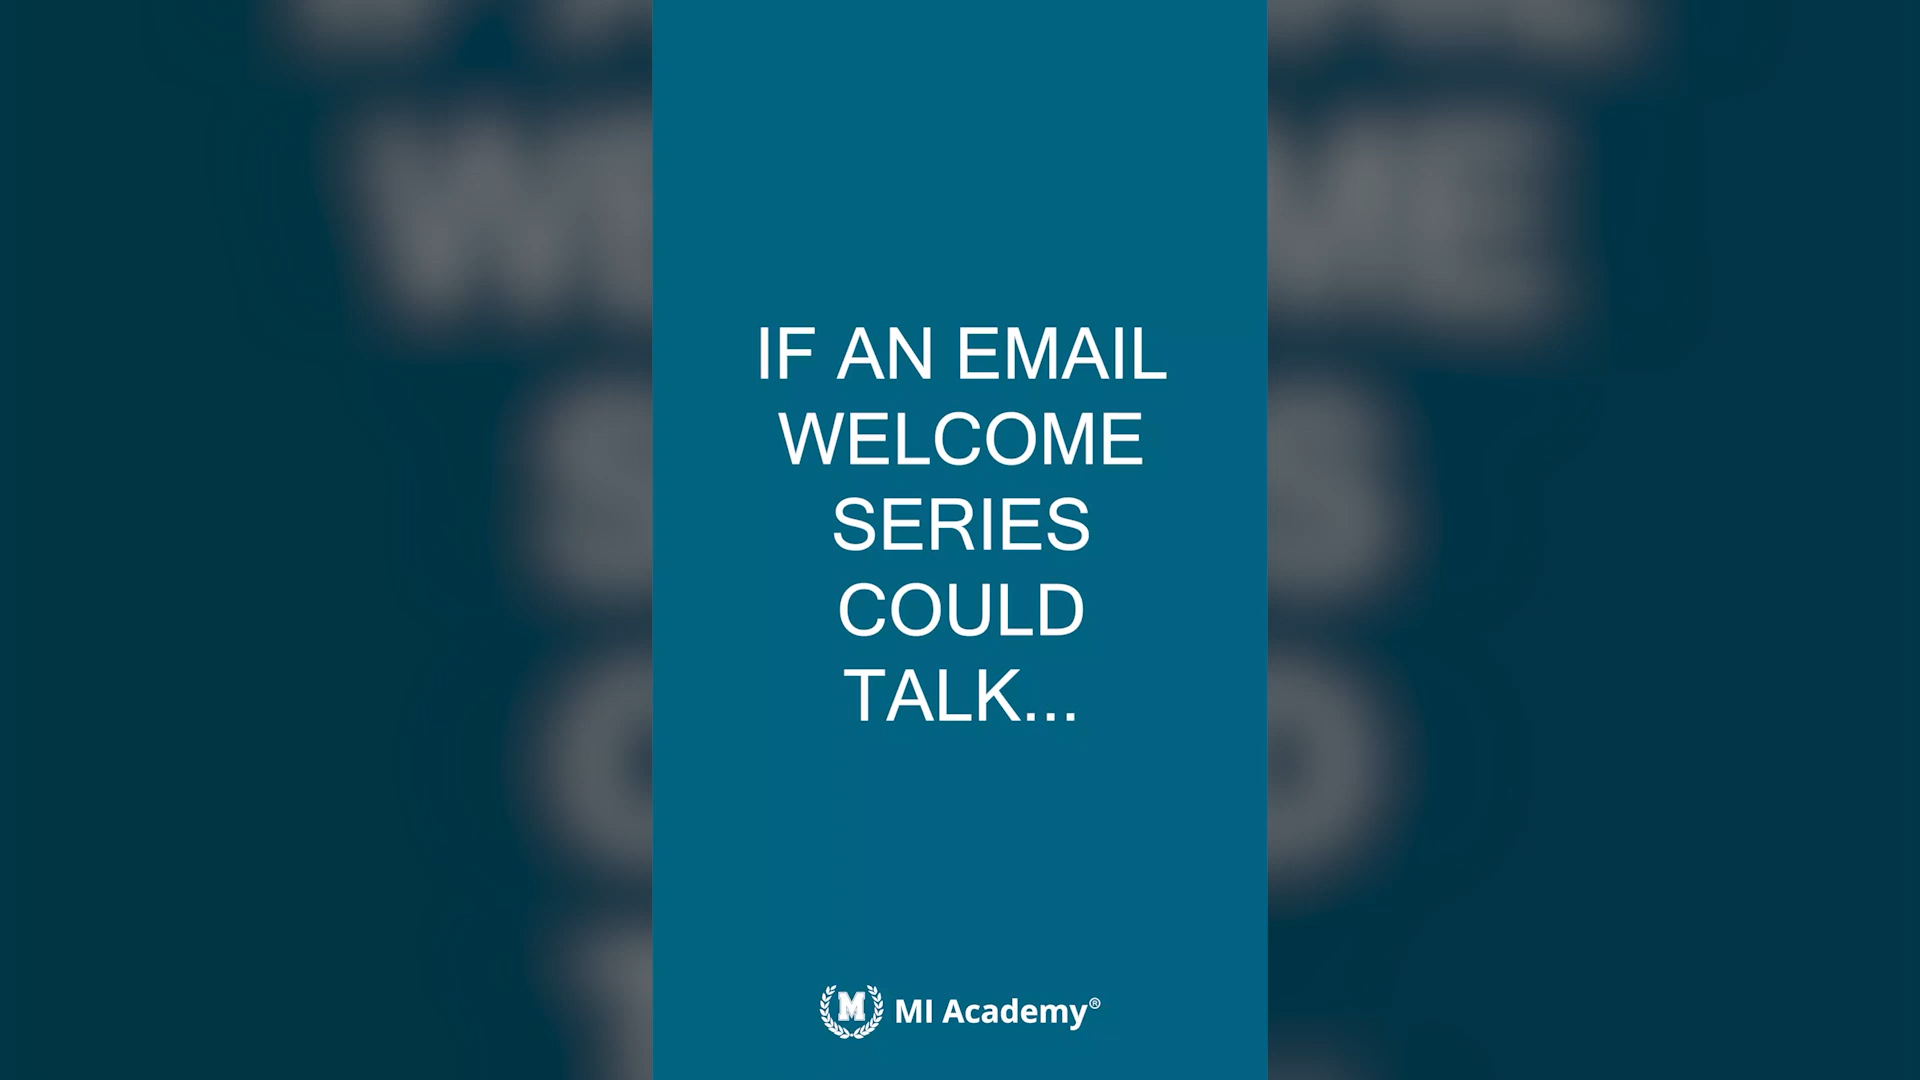 IF AN EMAIL
WELCOME
SERIES
COULD
TALK...
M MI Academy®